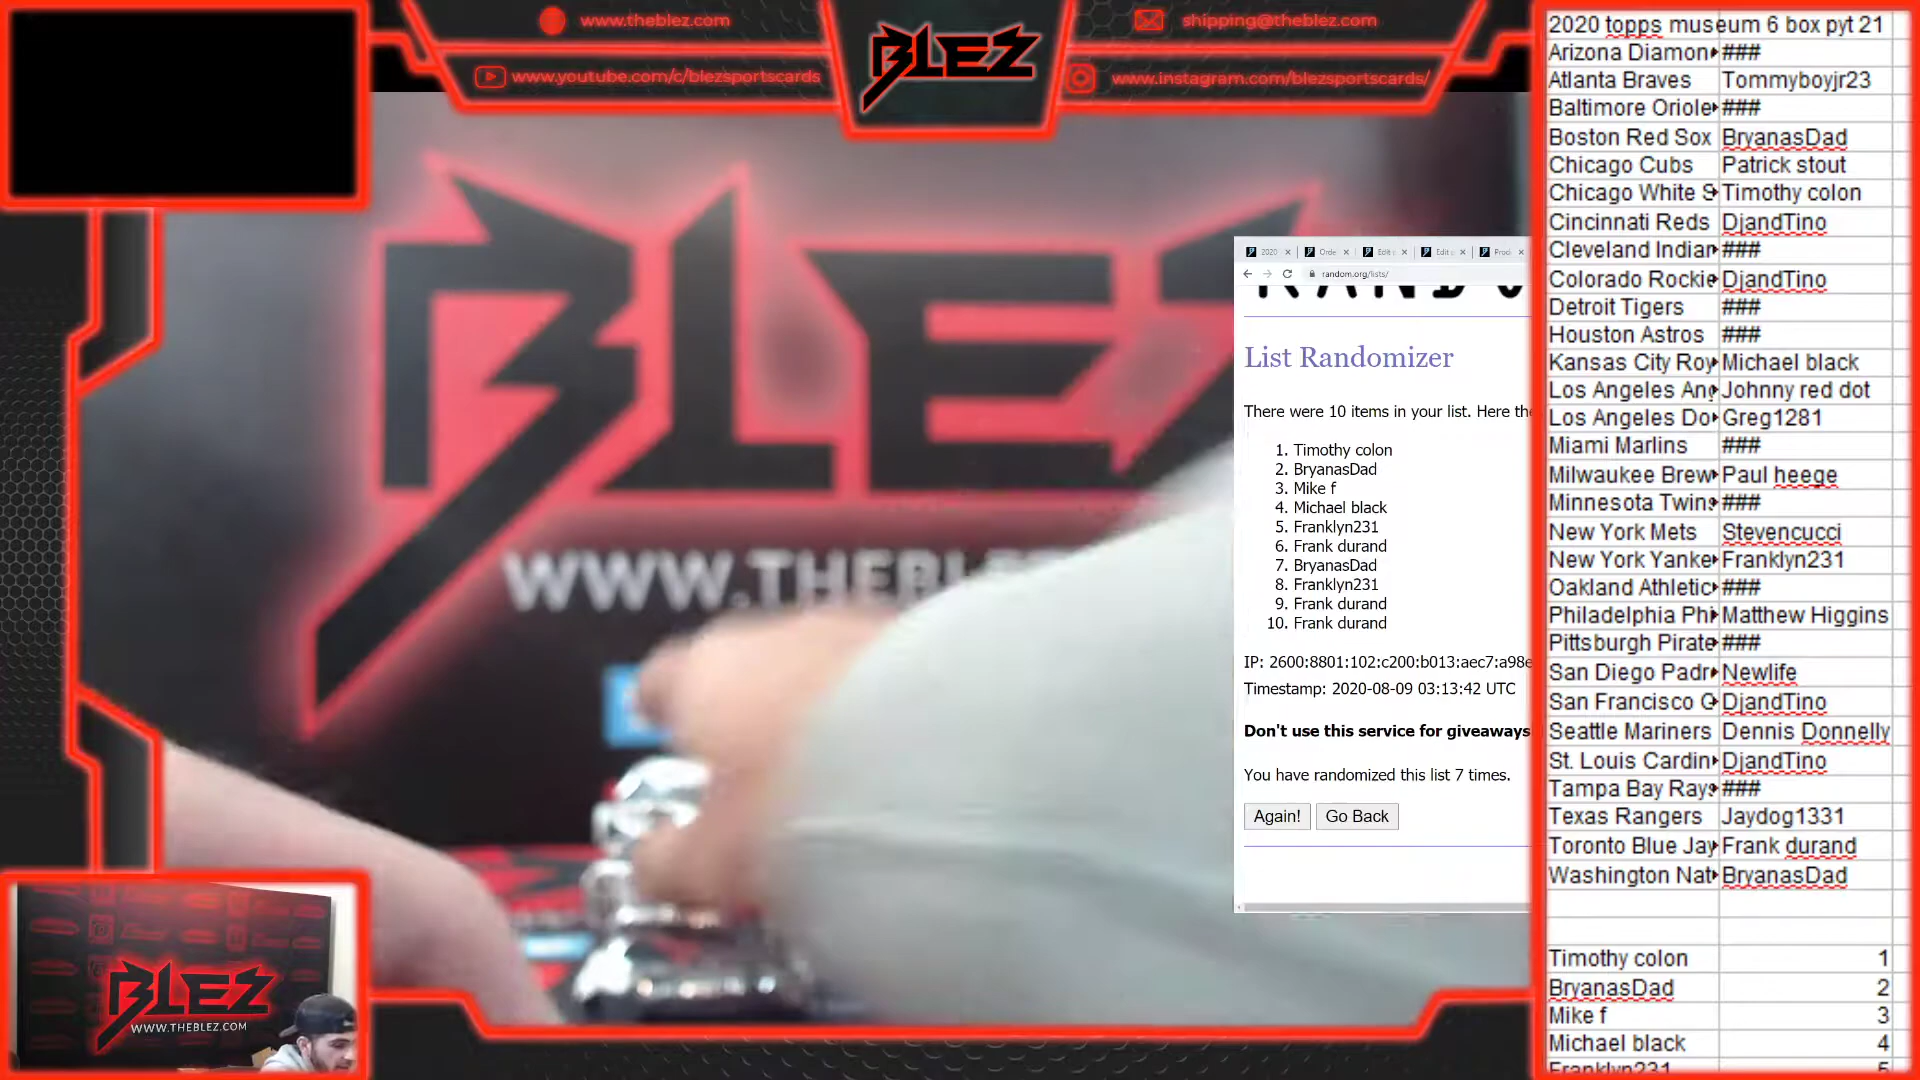 www.theblez.com
shipping@theblez.com
www.youtube.com/c/blezsportscards
www.instagram.com/blezsportscards/
BLEZ
BLEZ
WWW.THEBLE
2020
Orde
Edit
Edit
Prod
random.org/lists/
List Randomizer
There were 10 items in your list. Here the
1. Timothy colon
2. BryanasDad
3. Mike f
4. Michael black
5. Franklyn231
6. Frank durand
7. BryanasDad
8. Franklyn231
9. Frank durand
10. Frank durand
IP: 2600:8801:102:c200:b013:aec7:a98e
Timestamp: 2020-08-09 03:13:42 UTC
Don't use this service for giveaways
You have randomized this list 7 times.
Again! Go Back
2020 topps museum 6 box pyt 21
Arizona Diamon ###
Atlanta Braves Tommyboyjr23
Baltimore Oriole ###
Boston Red Sox BryanasDad
Chicago Cubs Patrick stout
Chicago White S Timothy colon
Cincinnati Reds DjandTino
Cleveland Indian ###
Colorado Rockie DjandTino
Detroit Tigers ###
Houston Astros ###
Kansas City Roy Michael black
Los Angeles Ang Johnny red dot
Los Angeles Do Greg1281
Miami Marlins ###
Milwaukee Brew Paul heege
Minnesota Twins ###
New York Mets Stevencucci
New York Yanke Franklyn231
Oakland Athletic ###
Philadelphia Phi Matthew Higgins
Pittsburgh Pirate ###
San Diego Padr Newlife
San Francisco G DjandTino
Seattle Mariners Dennis Donnelly
St. Louis Cardin DjandTino
Tampa Bay Rays ###
Texas Rangers Jaydog1331
Toronto Blue Jay Frank durand
Washington Nat BryanasDad
Timothy colon 1
BryanasDad 2
Mike f 3
Michael black 4
Franklyn231 5
BLEZ
WWW.THEBLEZ.COM